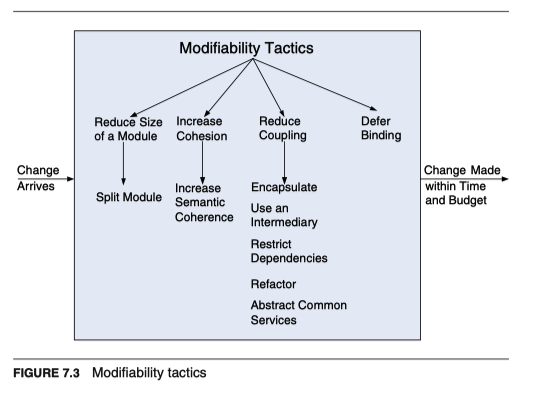 Modifiability Tactics
Reduce Size
of a Module
Increase
Cohesion
Reduce
Coupling
Defer
Binding
Change
Arrives
Split Module
Increase
Semantic
Coherence
Encapsulate
Use an
Intermediary
Restrict
Dependencies
Refactor
Abstract Common
Services
Change Made
within Time
and Budget
FIGURE 7.3 Modifiability tactics